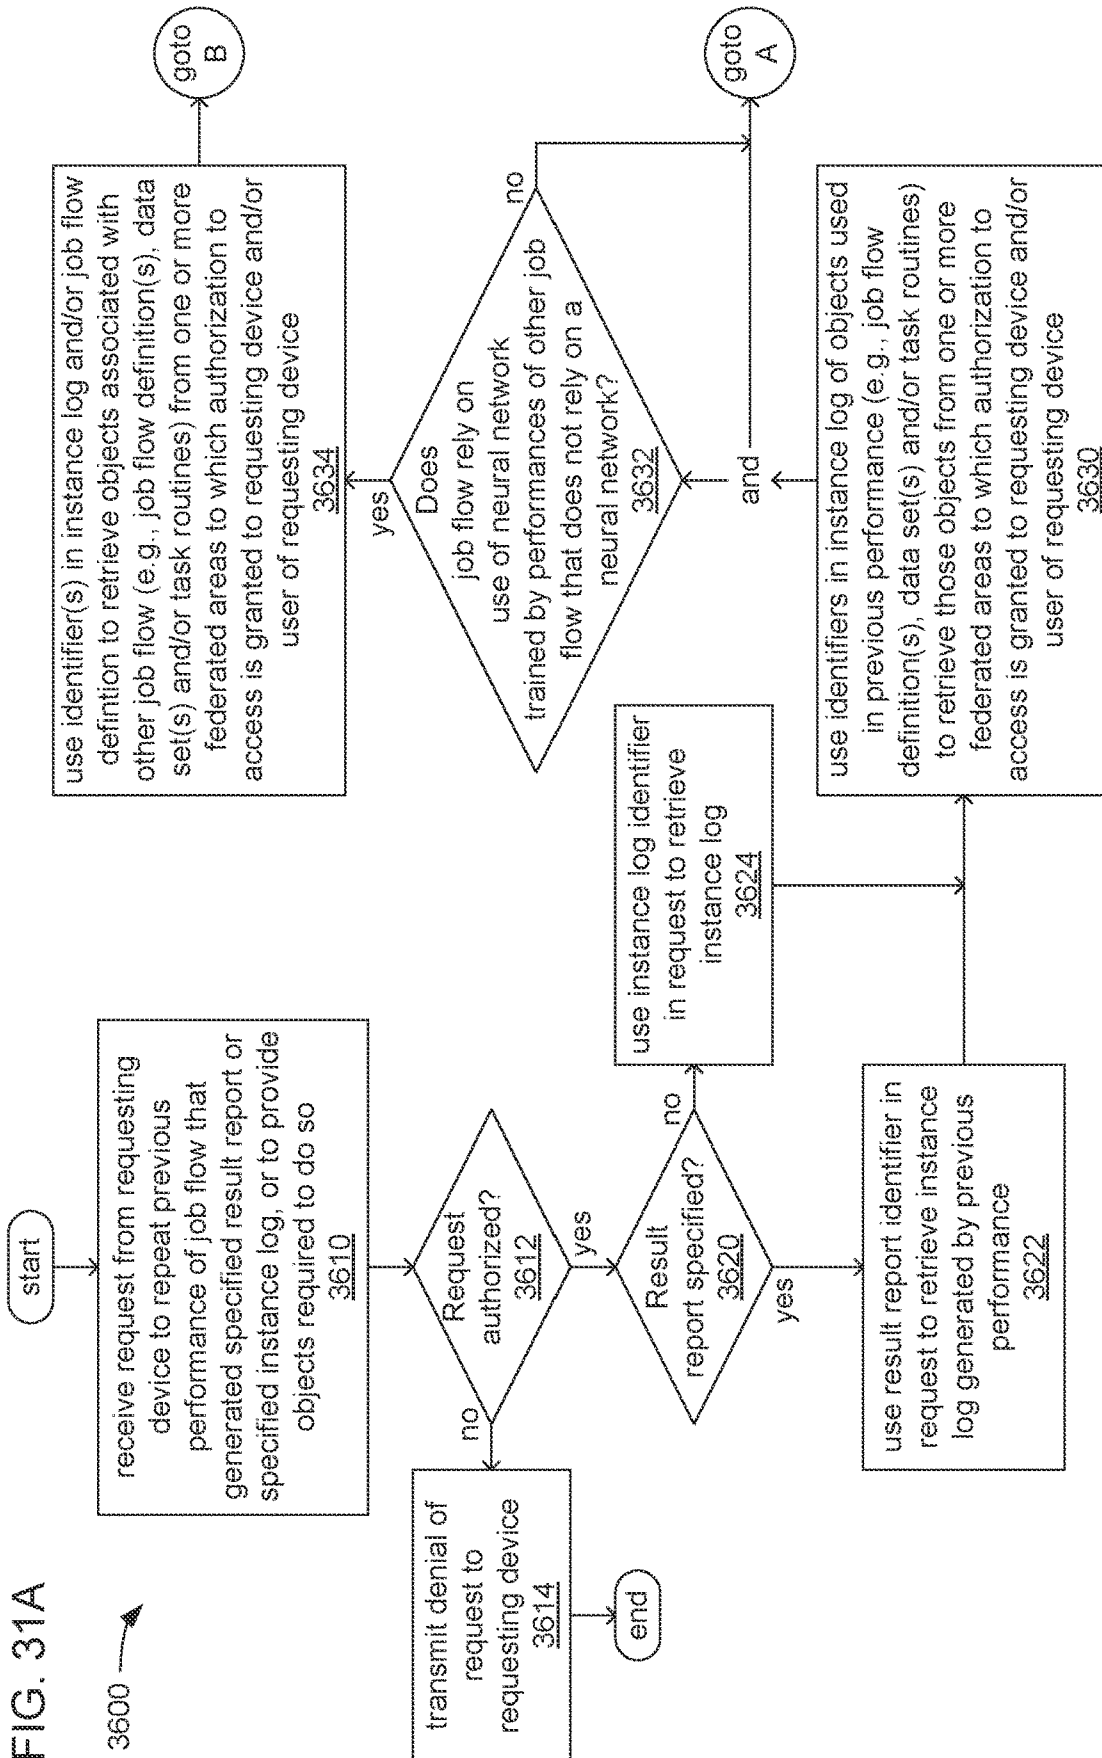 FIG. 31A
3600
start
receive request from requesting
device to repeat previous
performance of job flow that
generated specified result report or
specified instance log, or to provide
objects required to do so
3610
Request
authorized?
3612
no
yes
transmit denial of
request to
requesting device
3614
end
Result
report specified?
3620
no
yes
use result report identifier in
request to retrieve instance
log generated by previous
performance
3622
use instance log identifier
in request to retrieve
instance log
3624
use identifiers in instance log of objects used
in previous performance (e.g., job flow
definition(s), data set(s) and/or task routines)
to retrieve those objects from one or more
federated areas to which authorization to
access is granted to requesting device and/or
user of requesting device
3630
and
Does
job flow rely on
use of neural network
trained by performances of other job
flow that does not rely on a
neural network?
3632
no
yes
goto
A
use identifier(s) in instance log and/or job flow
defintion to retrieve objects associated with
other job flow (e.g., job flow definition(s), data
set(s) and/or task routines) from one or more
federated areas to which authorization to
access is granted to requesting device and/or
user of requesting device
3634
goto
B